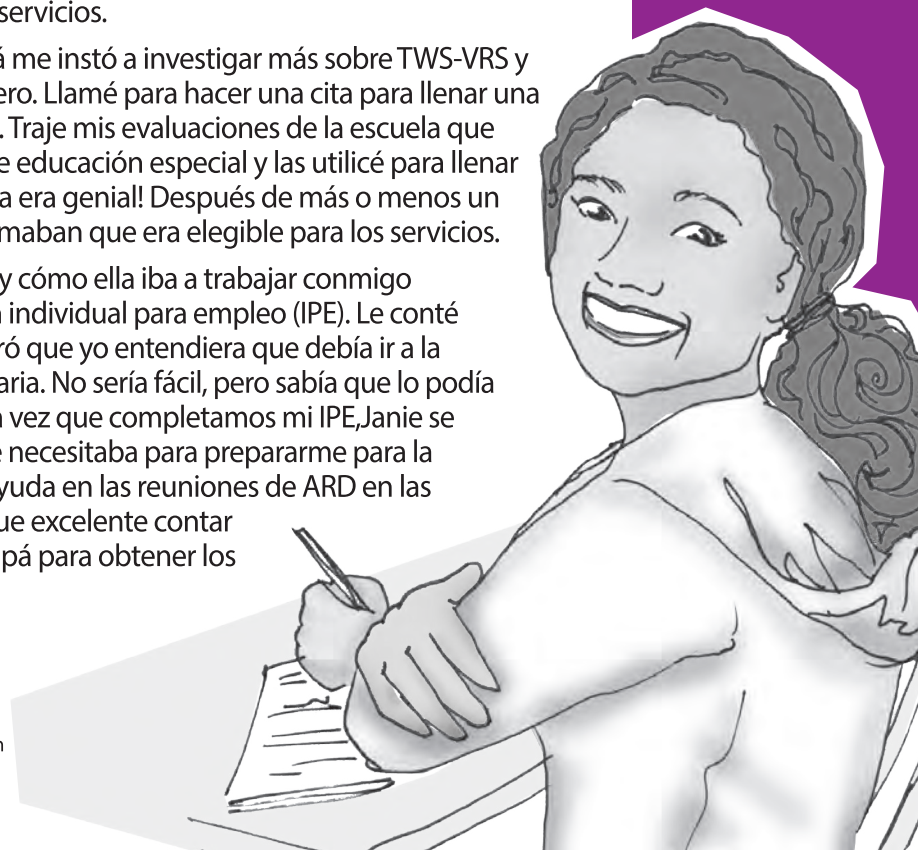 servicios.
á me instó a investigar más sobre TWS-VRS y
ero. Llamé para hacer una cita para llenar una
. Traje mis evaluaciones de la escuela que
e educación especial y las utilicé para llenar
a era genial! Después de más o menos un
maban que era elegible para los servicios.
y cómo ella iba a trabajar conmigo
individual para empleo (IPE). Le conté
ró que yo entendiera que debía ir a la
aria. No sería fácil, pero sabía que lo podía
vez que completamos mi IPE,Janie se
e necesitaba para prepararme para la
yuda en las reuniones de ARD en las
ue excelente contar
pá para obtener los